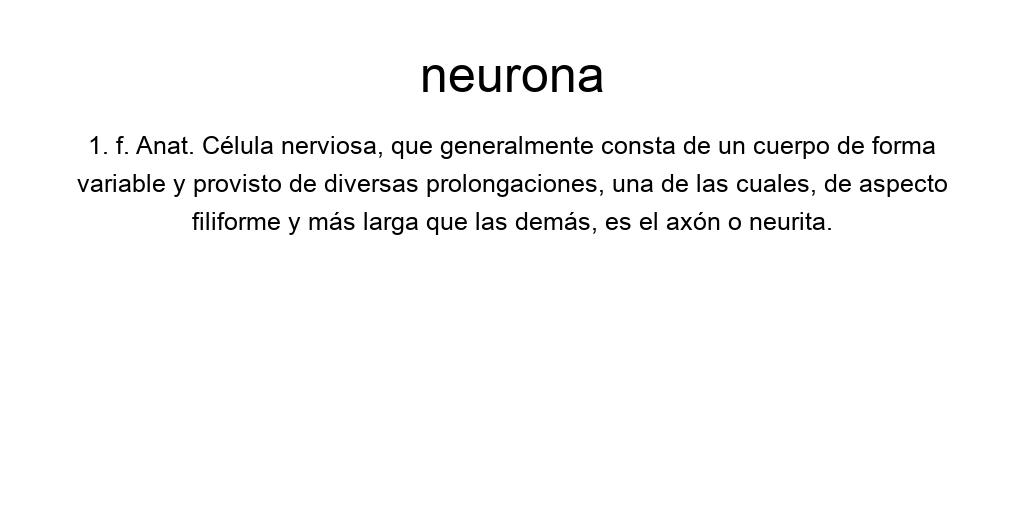 neurona
1. f. Anat. Célula nerviosa, que generalmente consta de un cuerpo de forma
variable y provisto de diversas prolongaciones, una de las cuales, de aspecto
filiforme y más larga que las demás, es el axón o neurita.